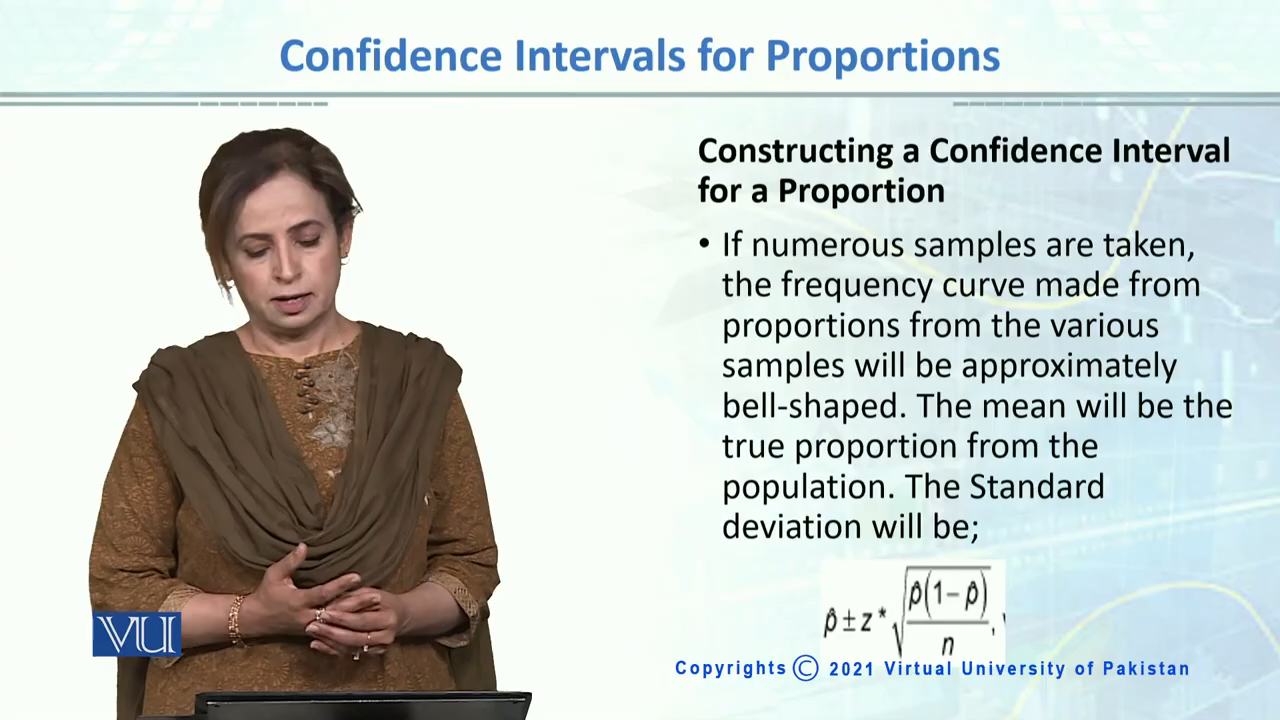 Confidence Intervals for Proportions
Constructing a Confidence Interval
for a Proportion
• If numerous samples are taken,
the frequency curve made from
proportions from the various
samples will be approximately
bell-shaped. The mean will be the
true proportion from the
population. The Standard
deviation will be;
p̂ ± z* √(p̂(1− p̂)/n).
VU
Copyrights © 2021 Virtual University of Pakistan